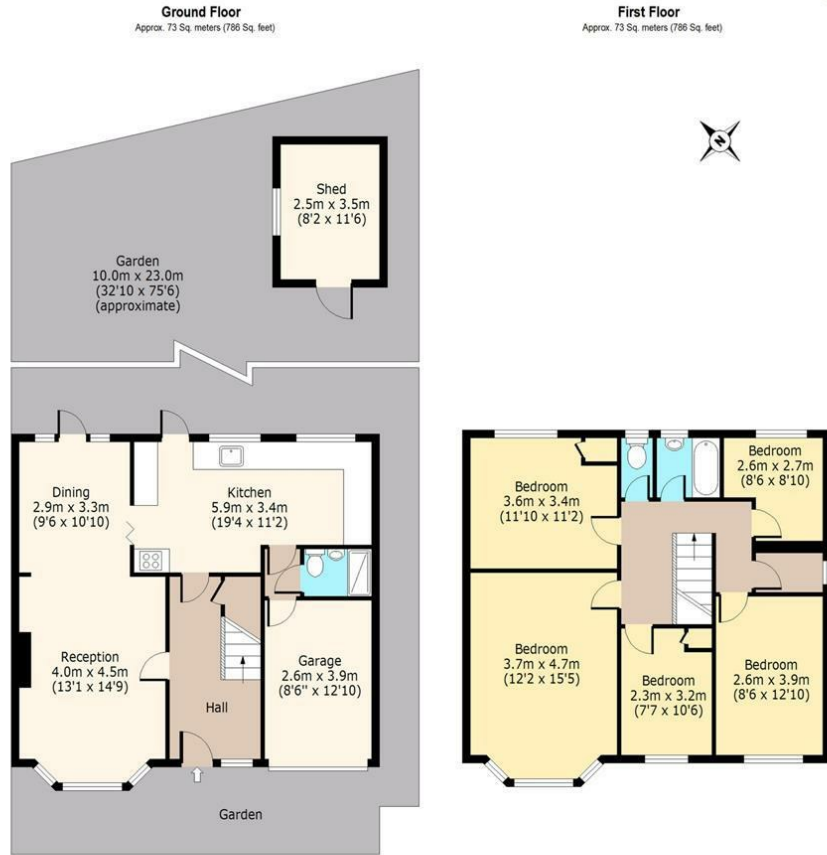 Ground Floor
Approx. 73 Sq. meters (786 Sq. feet)
Shed
2.5m x 3.5m
(8'2 x 11'6)
Garden
10.0m x 23.0m
(32'10 x 75'6)
(approximate)
Dining
2.9m x 3.3m
(9'6 x 10'10)
Kitchen
5.9m x 3.4m
(19'4 x 11'2)
Reception
4.0m x 4.5m
(13'1 x 14'9)
Garage
2.6m x 3.9m
(8'6" x 12'10)
Hall
Garden
First Floor
Approx. 73 Sq. meters (786 Sq. feet)
N
Bedroom
3.6m x 3.4m
(11'10 x 11'2)
Bedroom
2.6m x 2.7m
(8'6 x 8'10)
Bedroom
3.7m x 4.7m
(12'2 x 15'5)
Bedroom
2.3m x 3.2m
(7'7 x 10'6)
Bedroom
2.6m x 3.9m
(8'6 x 12'10)